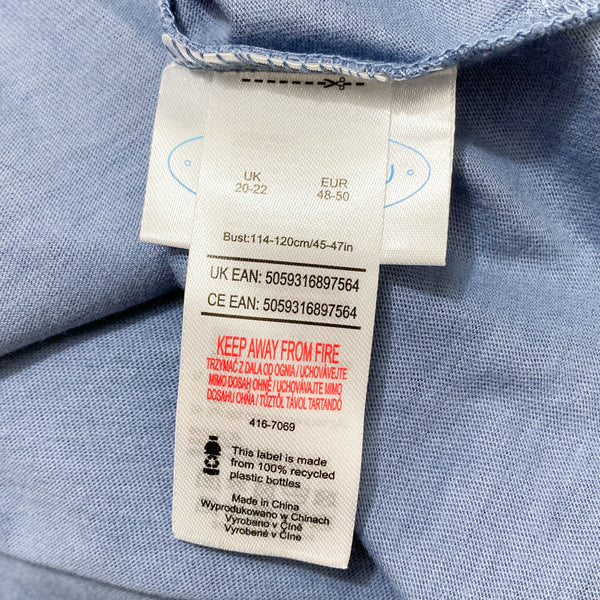 UK EUR
20-22 48-50
Bust:114-120cm/45-47in
UK EAN: 5059316897564
CE EAN: 5059316897564
KEEP AWAY FROM FIRE
TRZYMAĆ Z DALA OD OGNIA / UCHOVÁVEJTE
MIMO DOSAH OHNĚ / UCHOVÁVAJTE MIMO
DOSAHU OHŇA / TŰZTŐL TÁVOL TARTANDÓ
416-7069
This label is made
from 100% recycled
plastic bottles
Made in China
Wyprodukowano w Chinach
Vyrobeno v Číně
Vyrobené v Číne